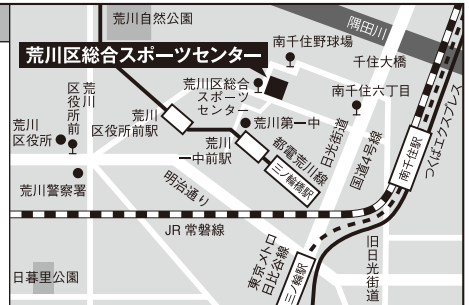 荒川自然公園
隅田川
南千住野球場
荒川区総合スポーツセンター
千住大橋
荒川区総合
スポーツ
センター
南千住六丁目
荒川
区役所前
荒川
区役所前駅
荒川第一中
荒川
区役所
荒川
一中前駅
都電荒川線
三ノ輪橋駅
日光街道
国道4号線
南千住駅
つくばエクスプレス
荒川警察署
明治通り
JR 常磐線
東京メトロ
日比谷線
三ノ輪駅
旧日光
街道
日暮里公園